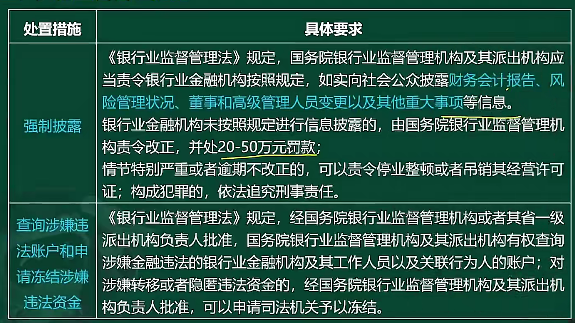 处置措施
具体要求
强制披露
《银行业监督管理法》规定，国务院银行业监督管理机构及其派出机构应
当责令银行业金融机构按照规定，如实向社会公众披露财务会计报告、风
险管理状况、董事和高级管理人员变更以及其他重大事项等信息。
银行业金融机构未按照规定进行信息披露的，由国务院银行业监督管理机
构责令改正，并处20-50万元罚款；
情节特别严重或者逾期不改正的，可以责令停业整顿或者吊销其经营许可
证；构成犯罪的，依法追究刑事责任。
查询涉嫌违
法账户和申
请冻结涉嫌
违法资金
《银行业监督管理法》规定，经国务院银行业监督管理机构或者其省一级
派出机构负责人批准，国务院银行业监督管理机构及其派出机构有权查询
涉嫌金融违法的银行业金融机构及其工作人员以及关联行为人的账户；对
涉嫌转移或者隐匿违法资金的，经国务院银行业监督管理机构及其派出机
构负责人批准，可以申请司法机关予以冻结。